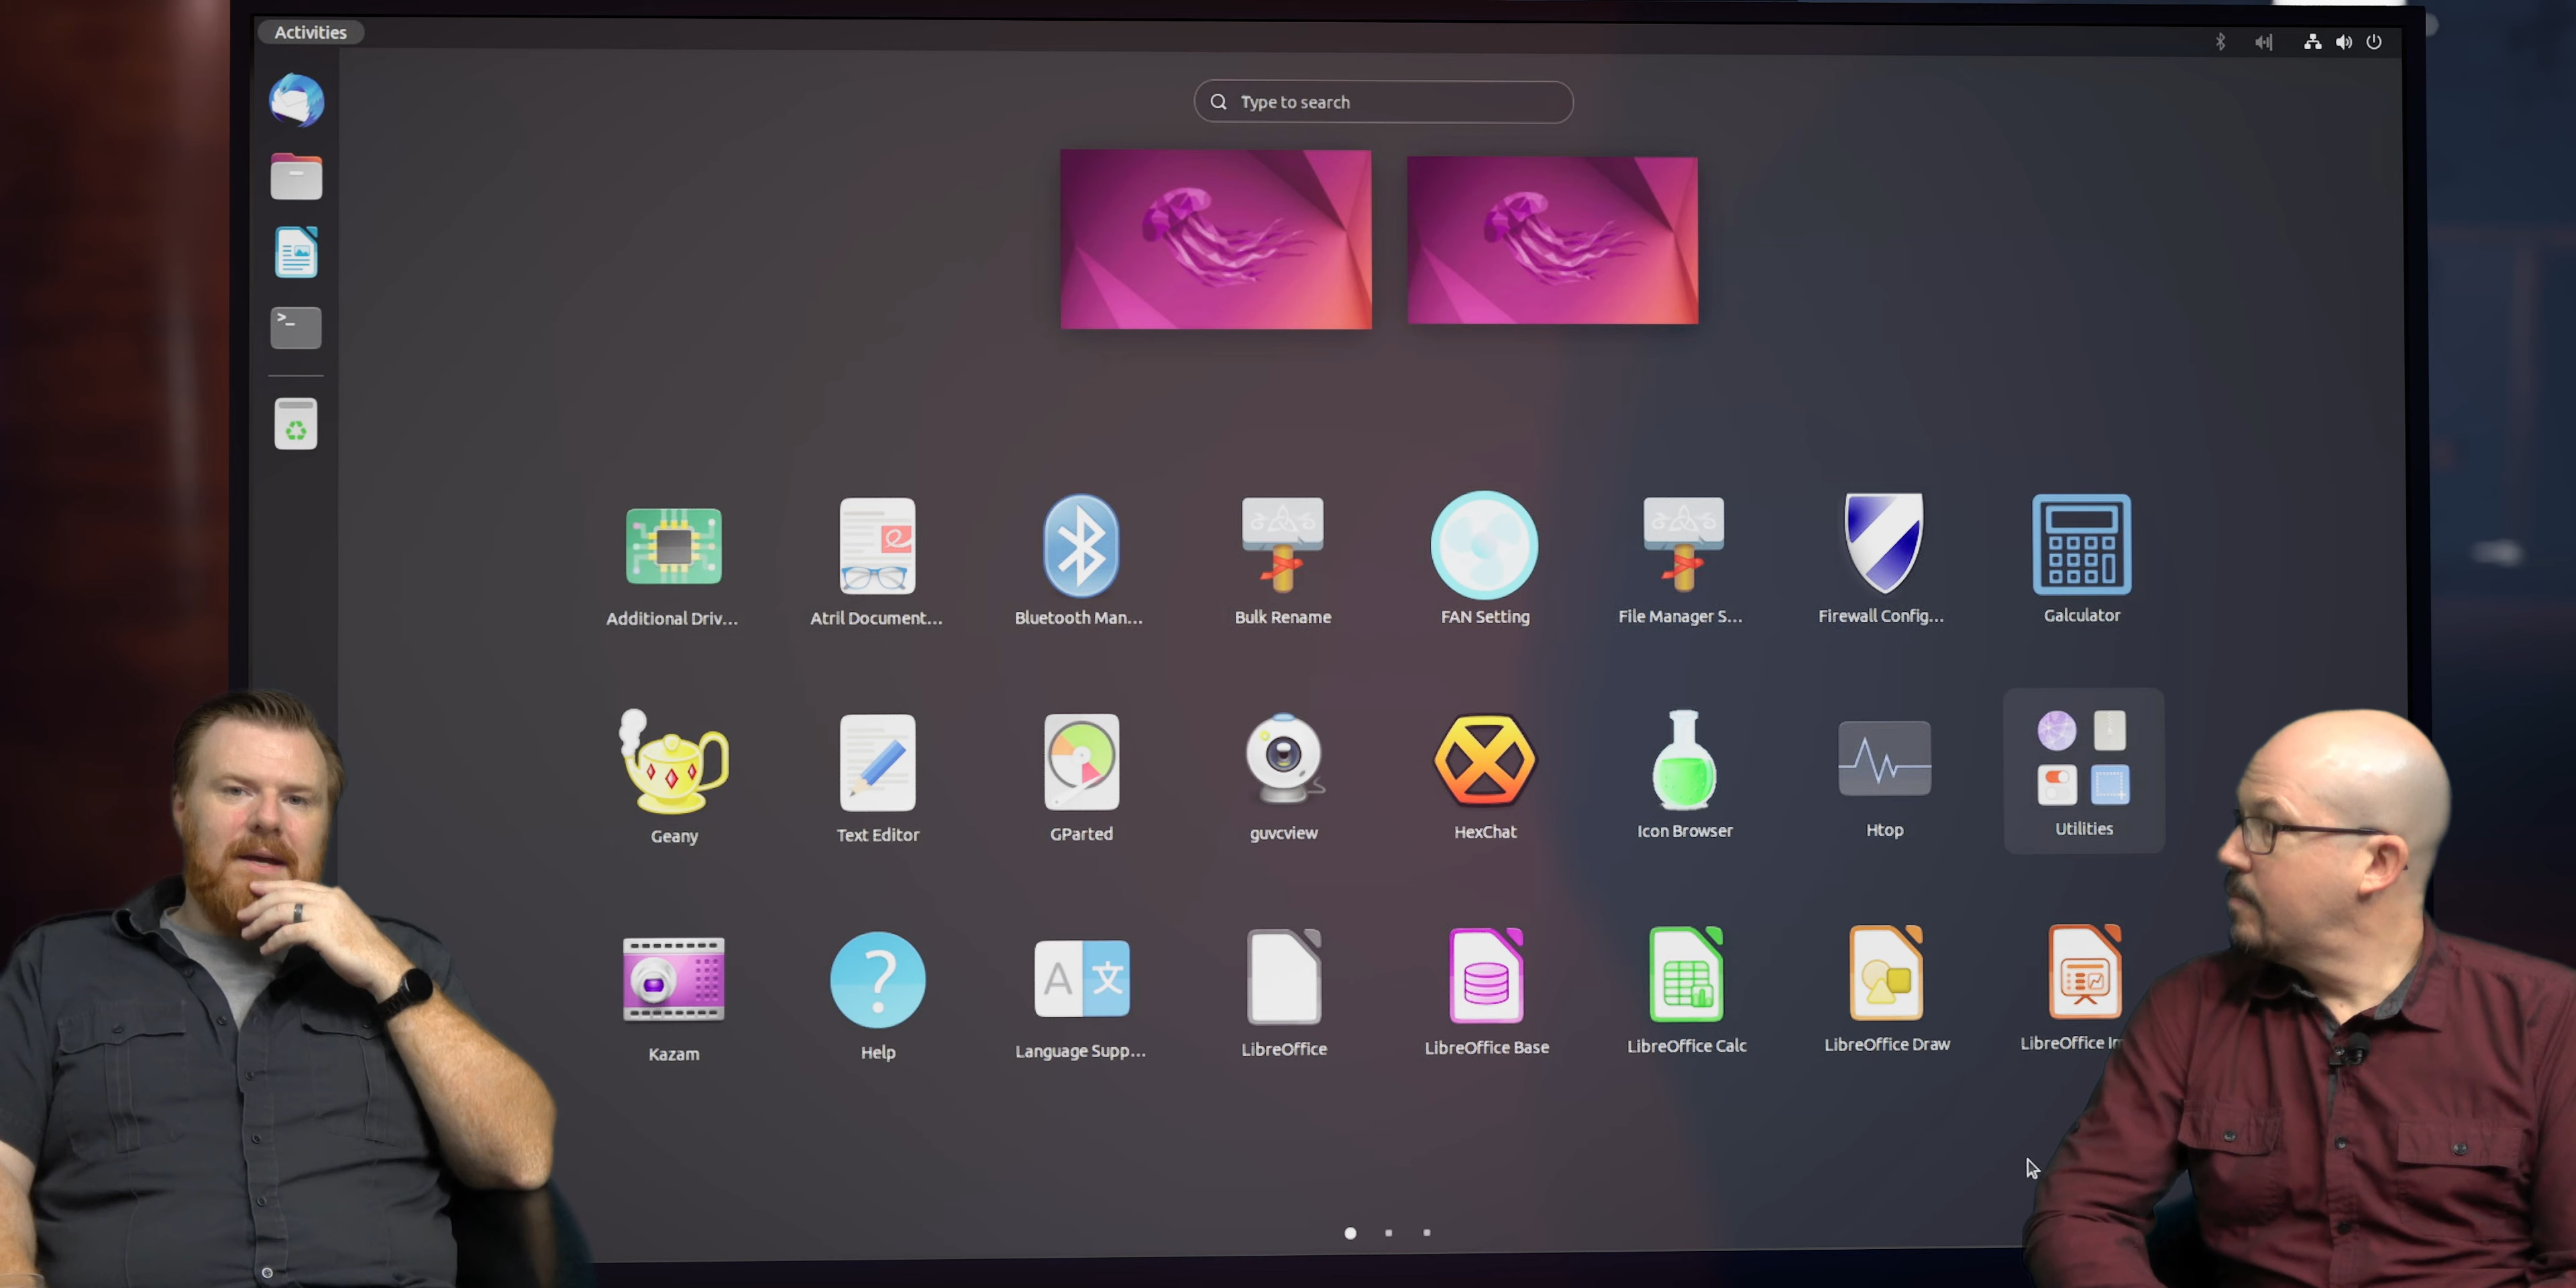 Activities
Type to search
Additional Driv...
Atril Document...
Bluetooth Man...
Bulk Rename
FAN Setting
File Manager S...
Firewall Config...
Galculator
Geany
Text Editor
GParted
guvcview
HexChat
Icon Browser
Htop
Utilities
Kazam
Help
Language Supp...
LibreOffice
LibreOffice Base
LibreOffice Calc
LibreOffice Draw
LibreOffice
>_
A 文
?